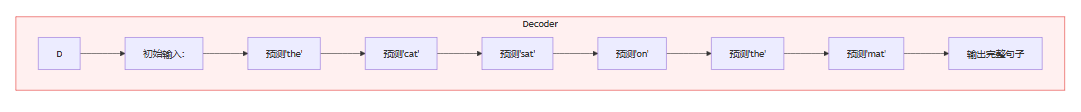 Decoder
D
初始输入:
预测'the'
预测'cat'
预测'sat'
预测'on'
预测'the'
预测'mat'
输出完整句子